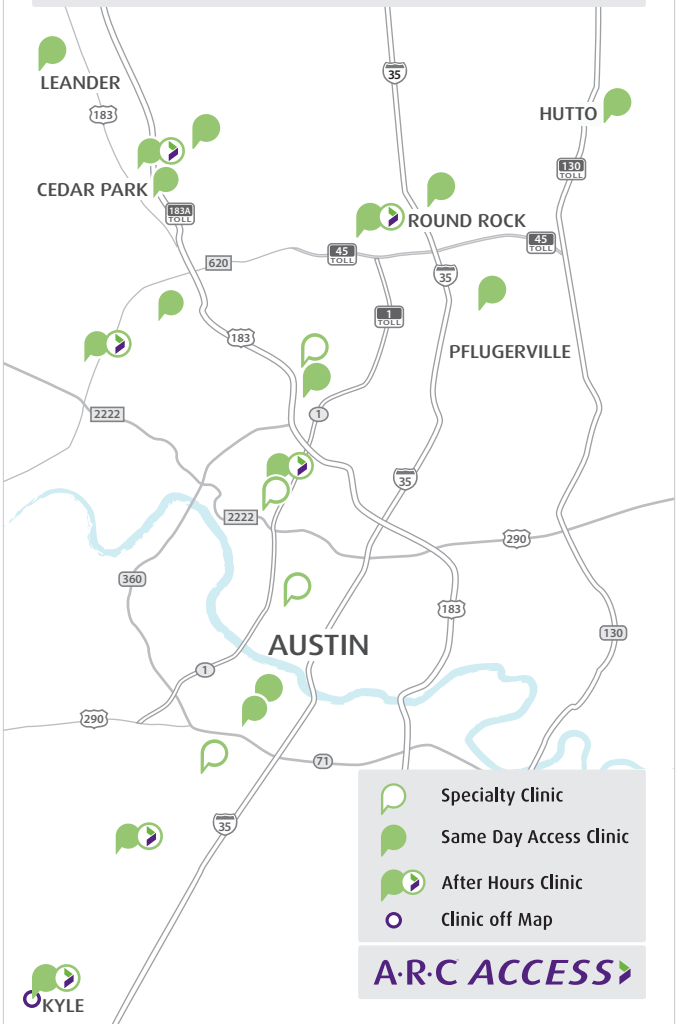 35
LEANDER
183
HUTTO
130
TOLL
CEDAR PARK
183A
TOLL
ROUND ROCK
45
TOLL
45
TOLL
620
35
1
TOLL
183
PFLUGERVILLE
2222
1
35
2222
290
360
183
130
AUSTIN
1
290
71
35
Specialty Clinic
Same Day Access Clinic
After Hours Clinic
Clinic off Map
A·R·C ACCESS
KYLE